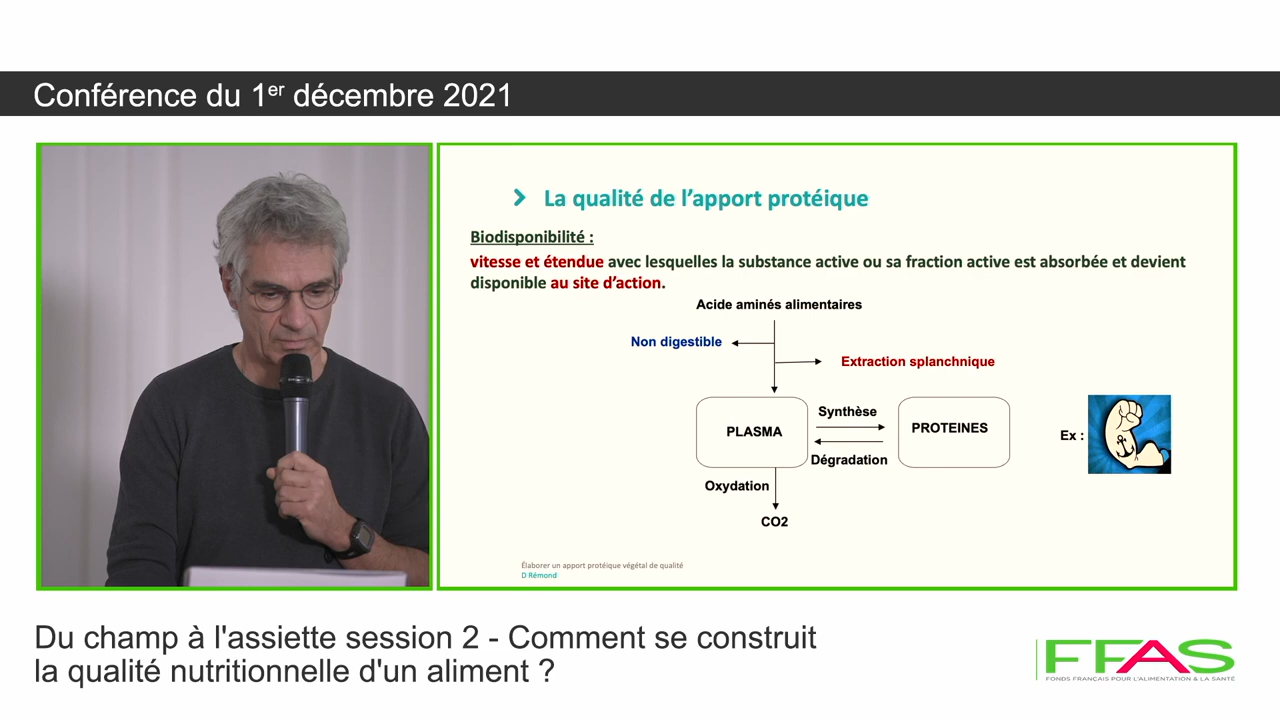 Conférence du 1er décembre 2021
La qualité de l'apport protéique
Biodisponibilité :
vitesse et étendue avec lesquelles la substance active ou sa fraction active est absorbée et devient
disponible au site d'action.
Acide aminés alimentaires
Non digestible
Extraction splanchnique
PLASMA
Synthèse
Dégradation
PROTEINES
Ex :
Oxydation
CO2
Élaborer un apport protéique végétal de qualité
D Rémond
Du champ à l'assiette session 2 - Comment se construit
la qualité nutritionnelle d'un aliment ?
FFAS
FONDS FRANÇAIS POUR L'ALIMENTATION & LA SANTÉ